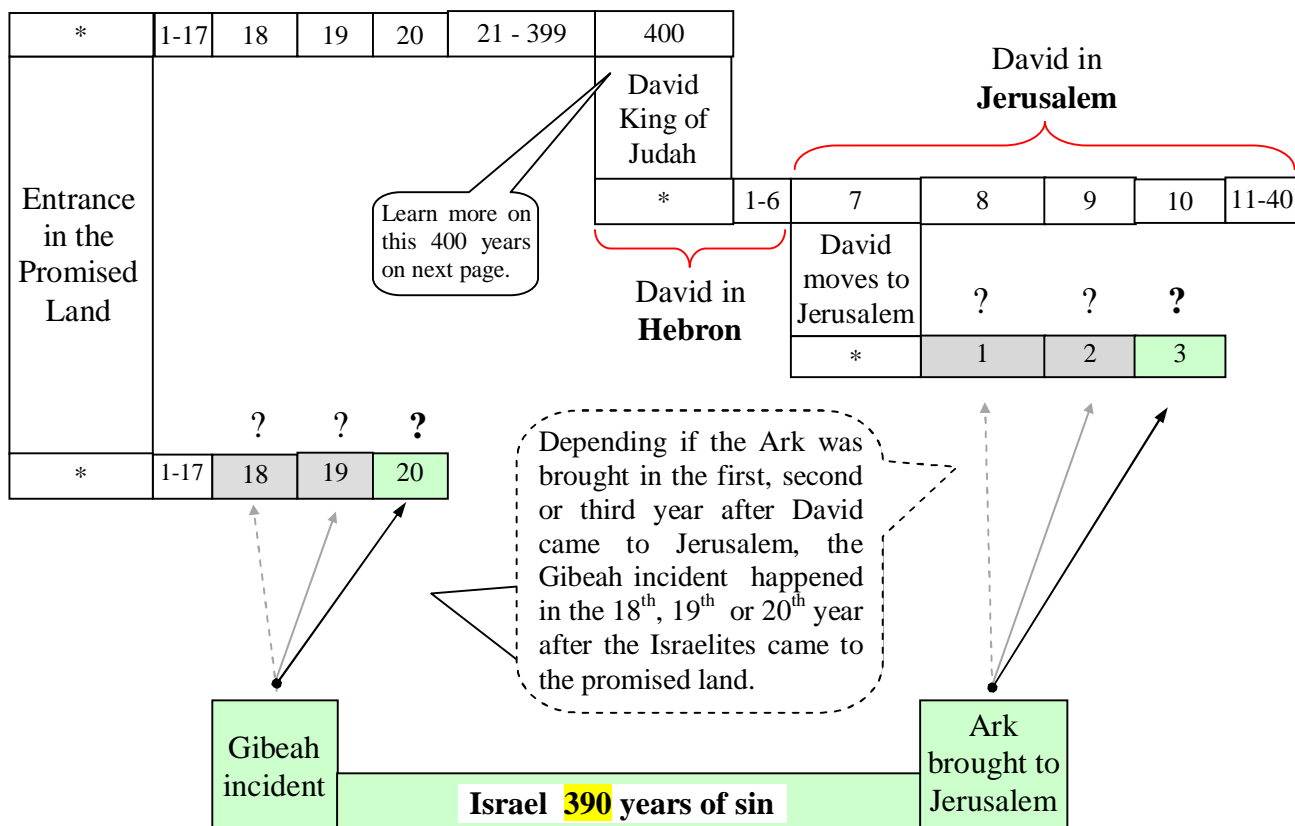 * 1-17 18 19 20 21 - 399 400
David
King of
Judah
David in
Jerusalem
Entrance
in the
Promised
Land
Learn more on
this 400 years
on next page.
* 1-6 7 8 9 10 11-40
David in
Hebron
David
moves to
Jerusalem
? ? ?
* 1 2 3
? ? ?
* 1-17 18 19 20
Depending if the Ark was
brought in the first, second
or third year after David
came to Jerusalem, the
Gibeah incident happened
in the 18th, 19th or 20th year
after the Israelites came to
the promised land.
Gibeah
incident
Ark
brought to
Jerusalem
Israel 390 years of sin